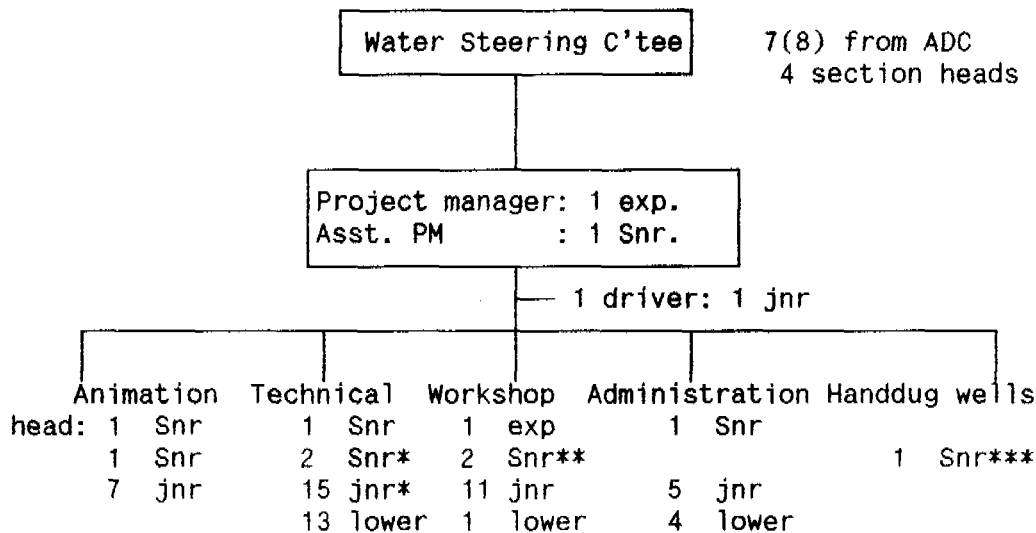 Water Steering C'tee 7(8) from ADC
4 section heads
Project manager: 1 exp.
Asst. PM : 1 Snr.
1 driver: 1 jnr
Animation Technical Workshop Administration Handdug wells
head: 1 Snr 1 Snr 1 exp 1 Snr
1 Snr 2 Snr* 2 Snr** 1 Snr***
7 jnr 15 jnr* 11 jnr 5 jnr
13 lower 1 lower 4 lower